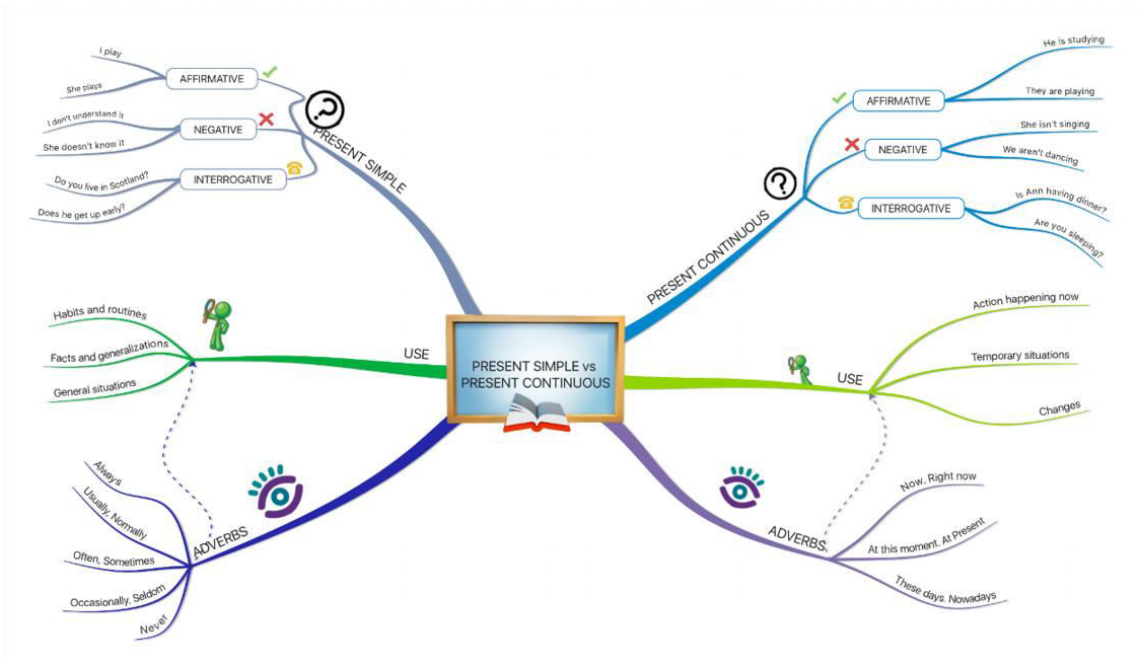 PRESENT SIMPLE vs
PRESENT CONTINUOUS
PRESENT SIMPLE
AFFIRMATIVE
I play
She plays
NEGATIVE
I don't understand it
She doesn't know it
INTERROGATIVE
Do you live in Scotland?
Does he get up early?
USE
Habits and routines
Facts and generalizations
General situations
ADVERBS
Always
Usually, Normally
Often, Sometimes
Occasionally, Seldom
Never
PRESENT CONTINUOUS
AFFIRMATIVE
He is studying
They are playing
NEGATIVE
She isn't singing
We aren't dancing
INTERROGATIVE
Is Ann having dinner?
Are you sleeping?
USE
Action happening now
Temporary situations
Changes
ADVERBS
Now, Right now
At this moment. At Present
These days. Nowadays